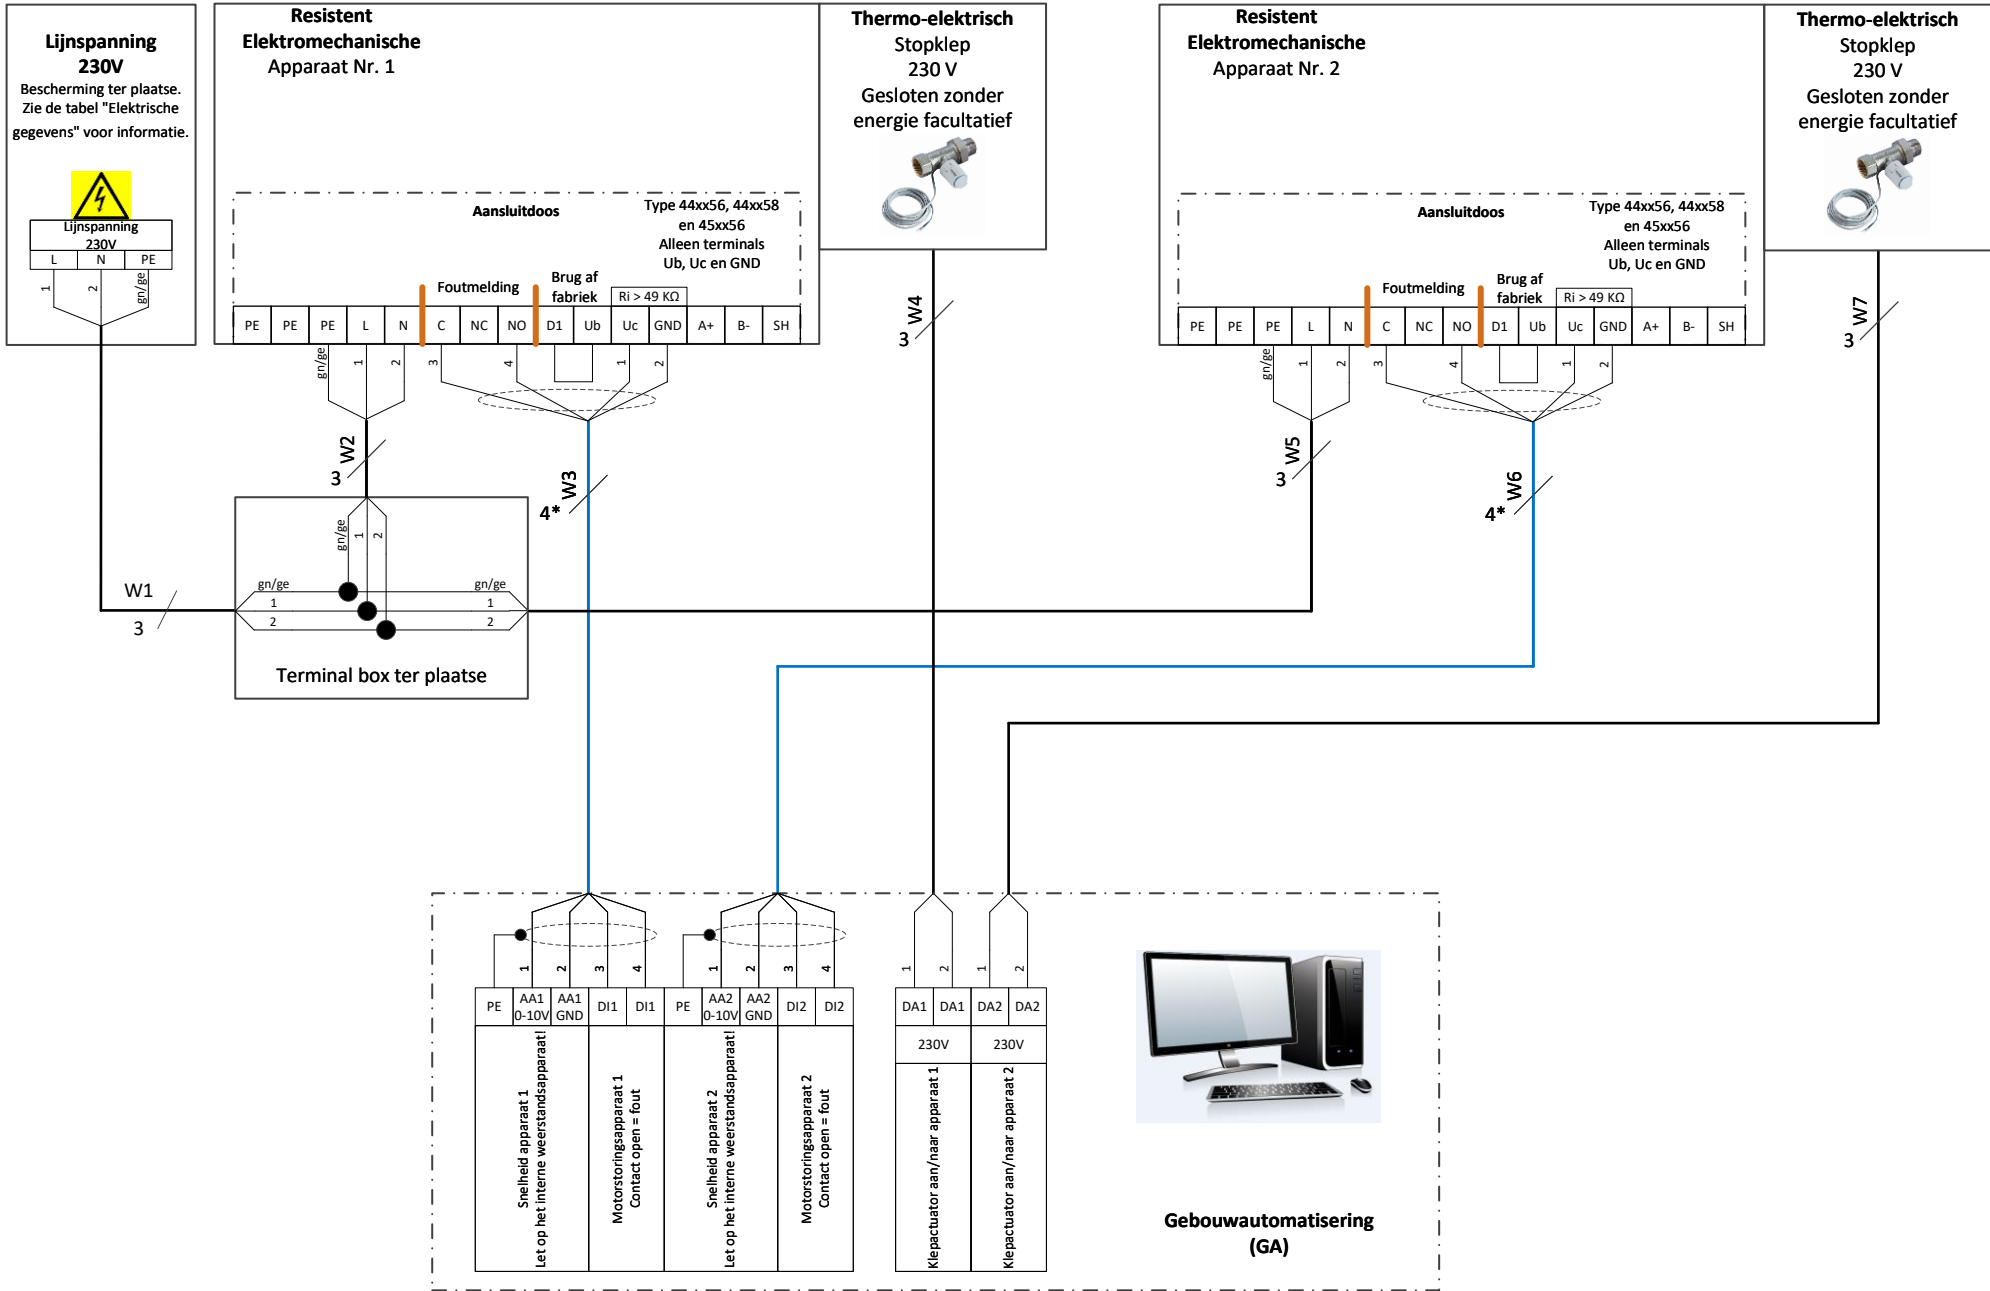 Lijnspanning
230V
Bescherming ter plaatse.
Zie de tabel "Elektrische
gegevens" voor informatie.
Lijnspanning
230V
L N PE
1 2 gn/ge
Resistent
Elektromechanische
Apparaat Nr. 1
Aansluitdoos
Type 44xx56, 44xx58
en 45xx56
Alleen terminals
Ub, Uc en GND
Foutmelding
Brug af
fabriek
Ri > 49 KΩ
PE PE PE L N C NC NO D1 Ub Uc GND A+ B- SH
gn/ge 1 2 3 4 1 2
Thermo-elektrisch
Stopklep
230 V
Gesloten zonder
energie facultatief
Resistent
Elektromechanische
Apparaat Nr. 2
Aansluitdoos
Type 44xx56, 44xx58
en 45xx56
Alleen terminals
Ub, Uc en GND
Foutmelding
Brug af
fabriek
Ri > 49 KΩ
PE PE PE L N C NC NO D1 Ub Uc GND A+ B- SH
gn/ge 1 2 3 4 1 2
Thermo-elektrisch
Stopklep
230 V
Gesloten zonder
energie facultatief
W4
3
W7
3
W2
3
W3
4*
W5
3
W6
4*
W1
3
gn/ge 1 2
gn/ge gn/ge
1 1
2 2
Terminal box ter plaatse
1 2 3 4 1 2 3 4 1 2 1 2
PE
AA1
0-10V
AA1
GND
DI1 DI1
PE
AA2
0-10V
AA2
GND
DI2 DI2
DA1 DA1 DA2 DA2
230V 230V
Snelheid apparaat 1
Let op het interne weerstandsapparaat!
Motorstoringsapparaat 1
Contact open = fout
Snelheid apparaat 2
Let op het interne weerstandsapparaat!
Motorstoringsapparaat 2
Contact open = fout
Klepactuator aan/naar apparaat 1
Klepactuator aan/naar apparaat 2
Gebouwautomatisering
(GA)